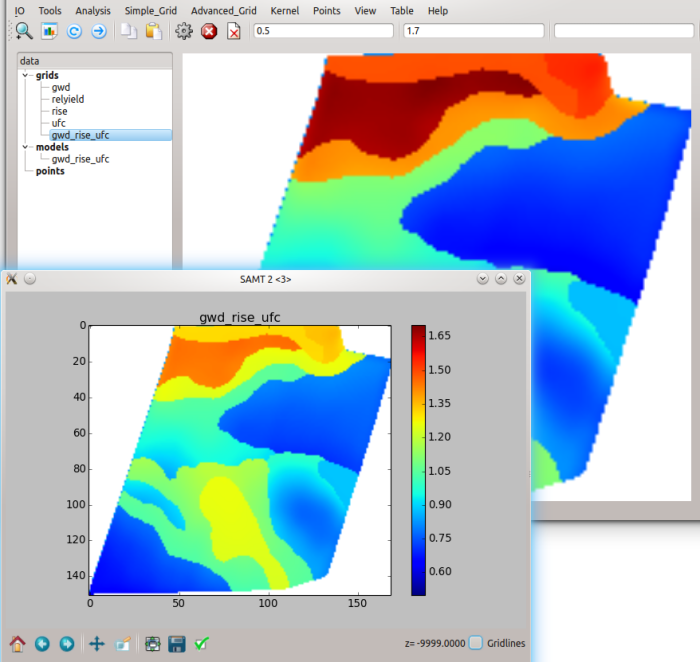 IO Tools Analysis Simple_Grid Advanced_Grid Kernel Points View Table Help
0.5 1.7
data
grids
gwd
relyield
rise
ufc
gwd_rise_ufc
models
gwd_rise_ufc
points
SAMT 2 <3>
gwd_rise_ufc
0
20
40
60
80
100
120
140
0 50 100 150
1.65
1.50
1.35
1.20
1.05
0.90
0.75
0.60
z= -9999.0000 Gridlines